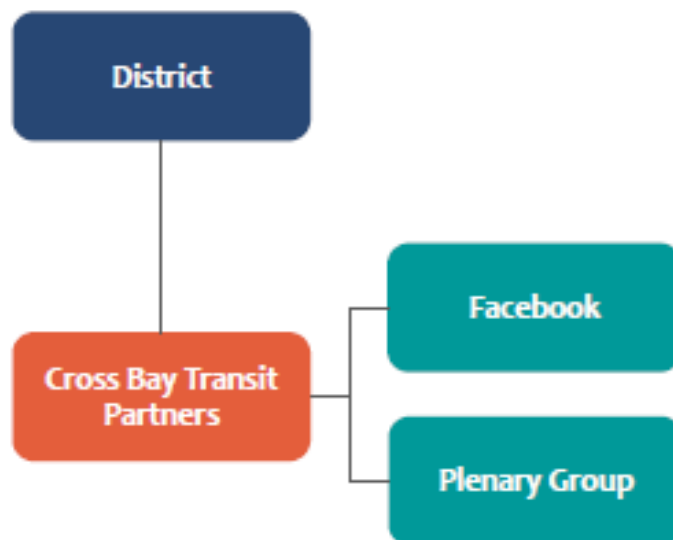 District
Facebook
Cross Bay Transit
Partners
Plenary Group